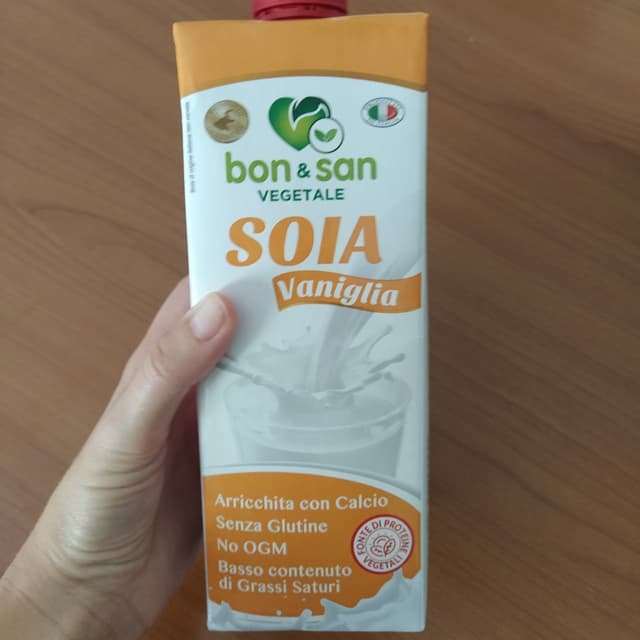 bon & san
VEGETALE
SOIA
Vaniglia
Arricchita con Calcio
Senza Glutine
No OGM
Basso contenuto
di Grassi Saturi
FONTE DI PROTEINE
VEGETALI